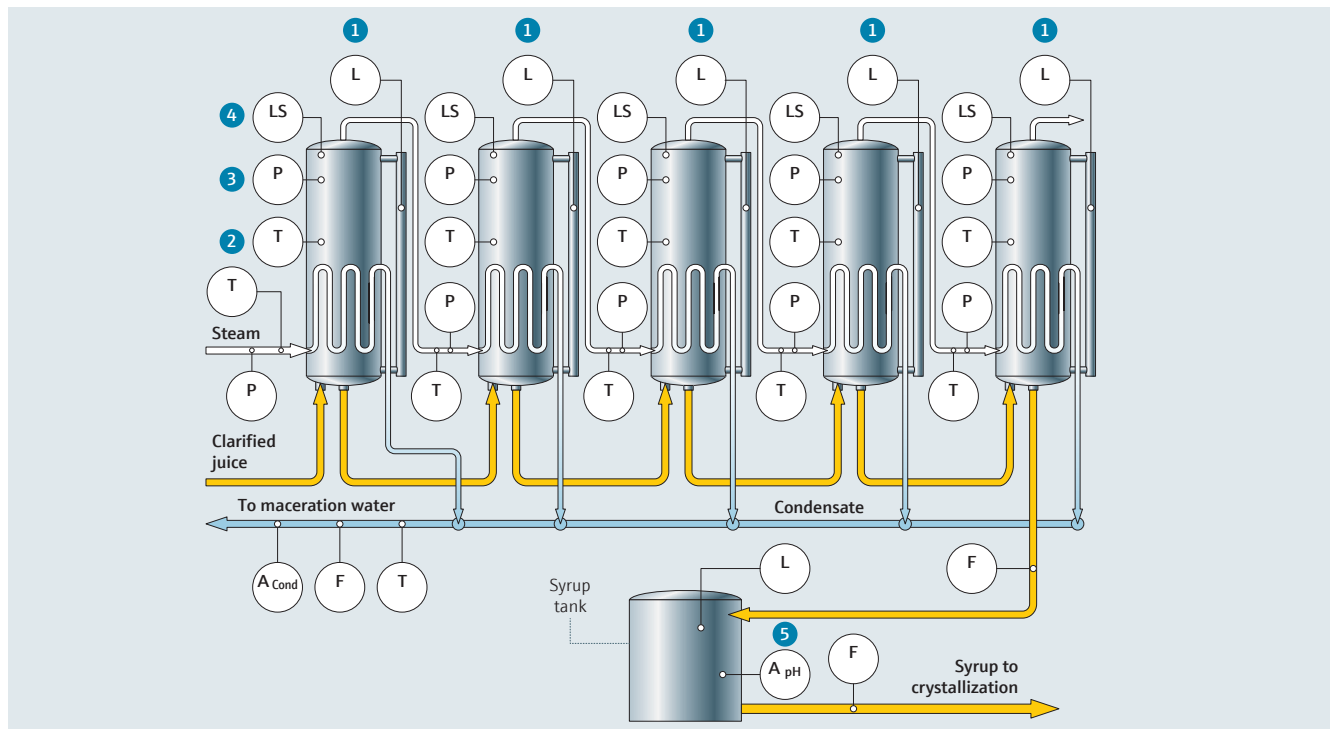 1 1 1 1 1
L L L L L
4 LS LS LS LS LS
3 P P P P P
2 T T T T T
T
P P P P
Steam
P T T T T
Clarified
juice
To maceration water
Condensate
A Cond F T
L
F
Syrup
tank
5
A pH
F
Syrup to
crystallization